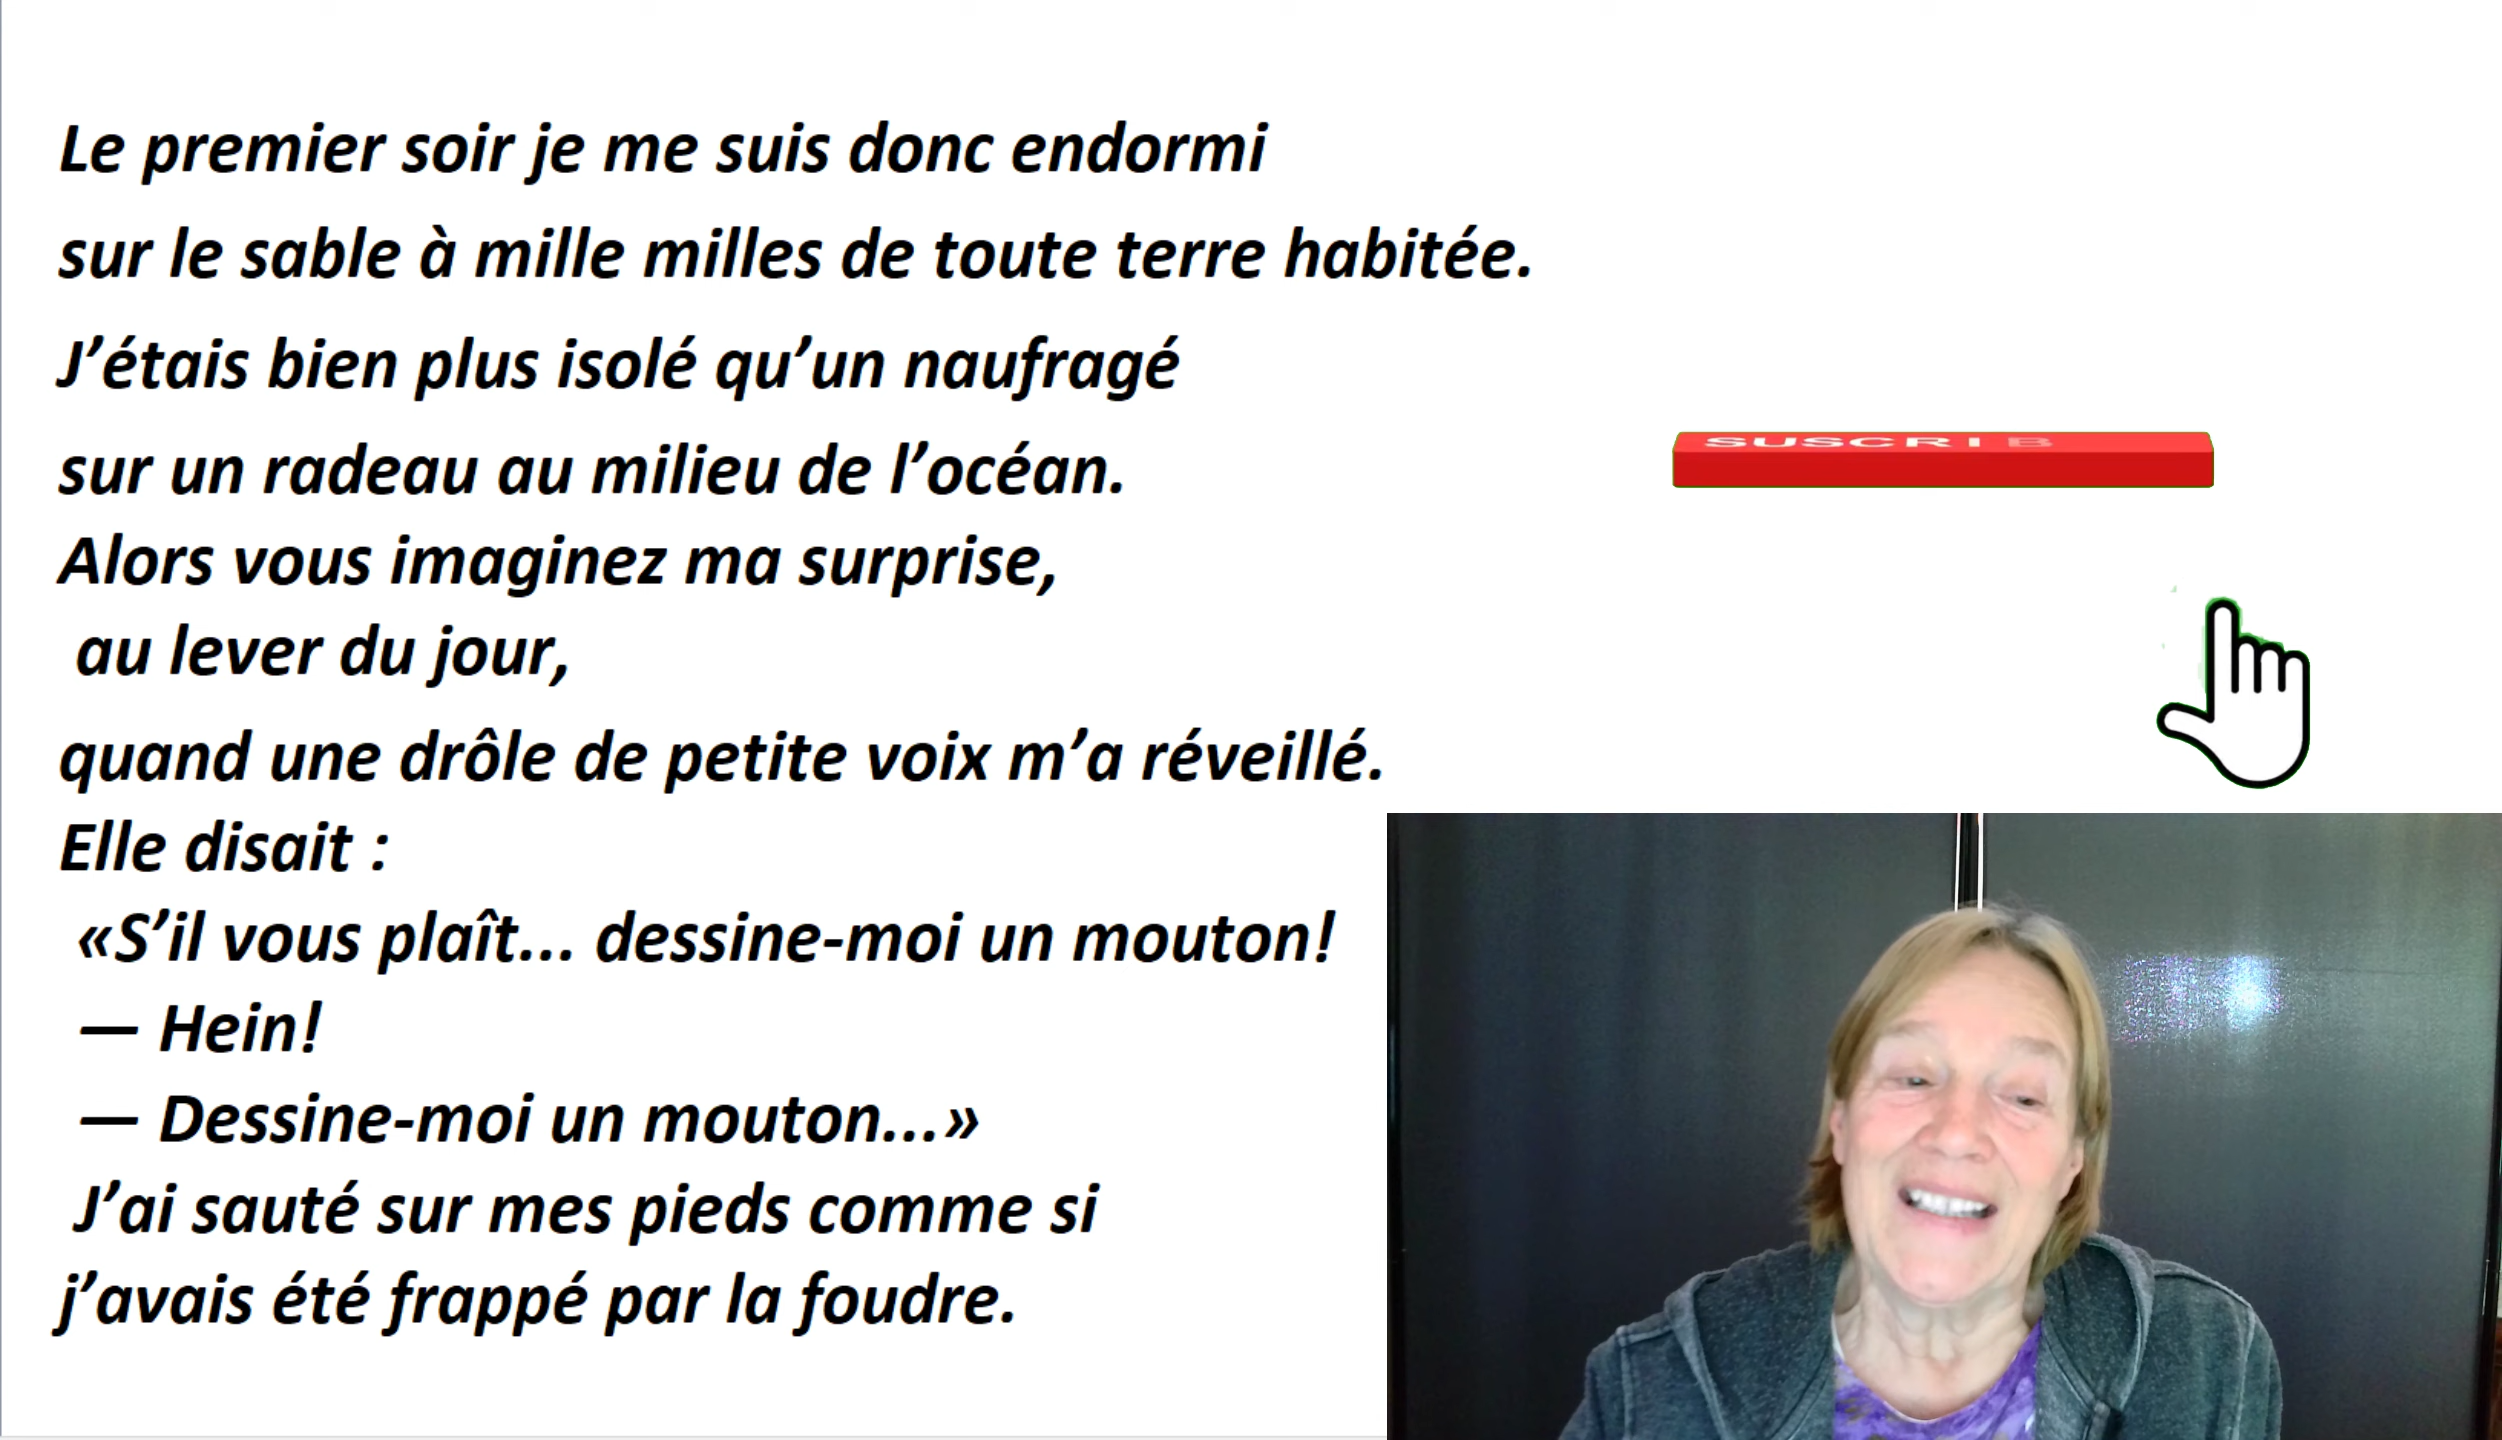 Le premier soir je me suis donc endormi
sur le sable à mille milles de toute terre habitée.
J’étais bien plus isolé qu’un naufragé
sur un radeau au milieu de l’océan.
Alors vous imaginez ma surprise,
au lever du jour,
quand une drôle de petite voix m’a réveillé.
Elle disait :
«S’il vous plaît... dessine-moi un mouton!
— Hein!
— Dessine-moi un mouton...»
J’ai sauté sur mes pieds comme si
j’avais été frappé par la foudre.
SUSCRIB